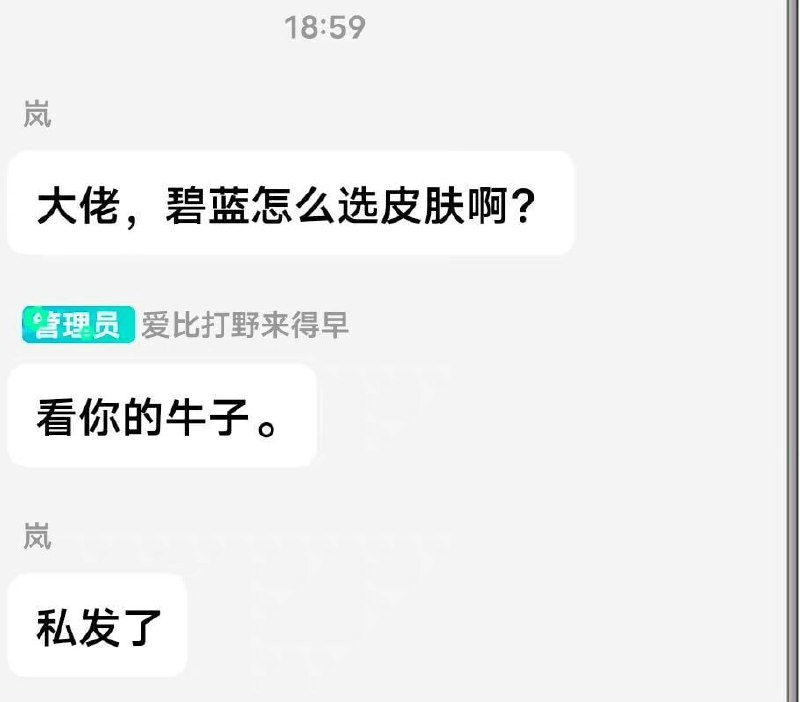 18:59
岚
大佬，碧蓝怎么选皮肤啊?
管理员 爱比打野来得早
看你的牛子。
岚
私发了